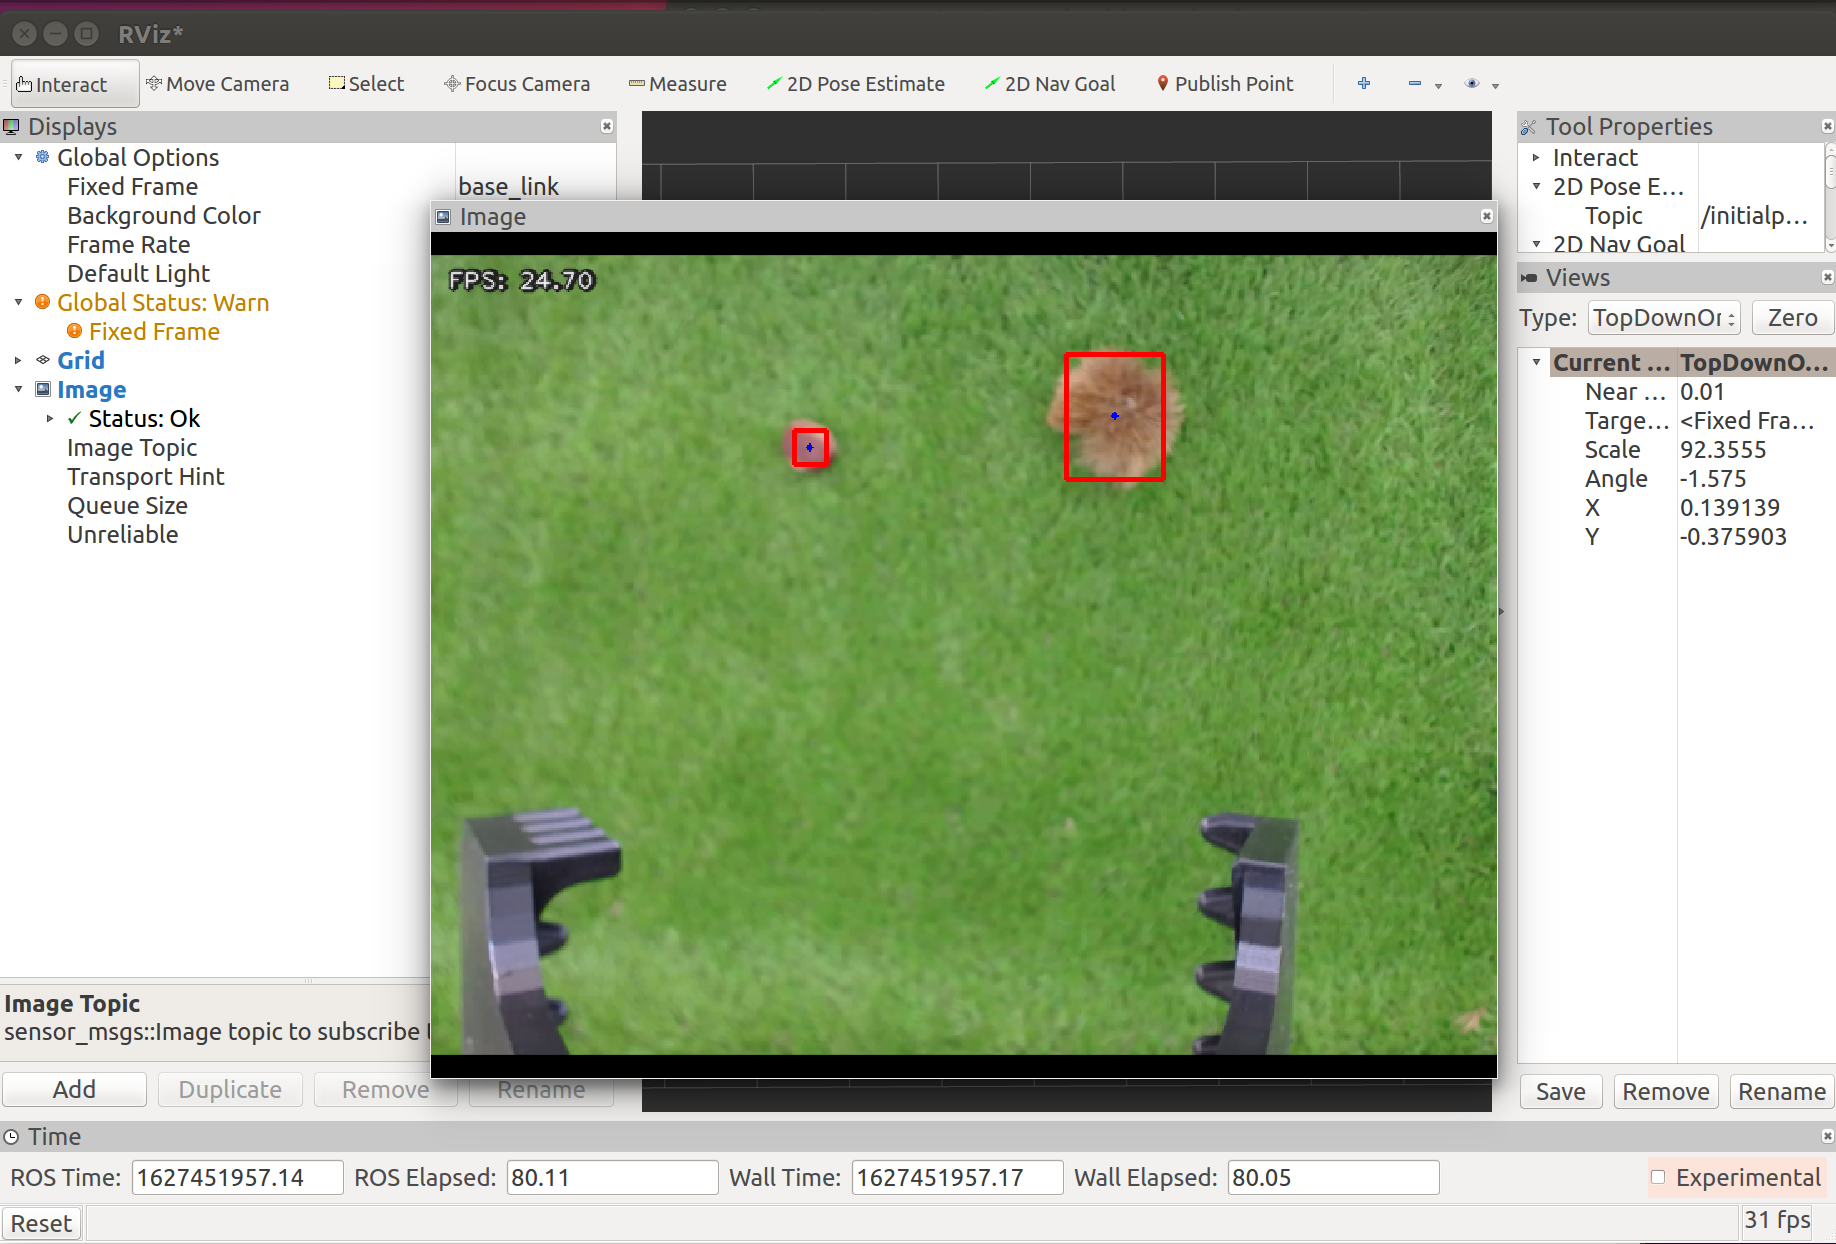 RViz*
Interact Move Camera Select Focus Camera Measure 2D Pose Estimate 2D Nav Goal Publish Point
Displays
Global Options
Fixed Frame base_link
Background Color
Frame Rate
Default Light
Global Status: Warn
Fixed Frame
Grid
Image
Status: Ok
Image Topic
Transport Hint
Queue Size
Unreliable
Image Topic
sensor_msgs::Image topic to subscribe
Add Duplicate Remove Rename
Image
FPS: 24.70
Tool Properties
Interact
2D Pose E...
Topic /initialp...
2D Nav Goal
Views
Type: TopDownOr Zero
Current ... TopDownO...
Near ... 0.01
Targe... <Fixed Fra...
Scale 92.3555
Angle -1.575
X 0.139139
Y -0.375903
Save Remove Rename
Time
ROS Time: 1627451957.14 ROS Elapsed: 80.11 Wall Time: 1627451957.17 Wall Elapsed: 80.05 Experimental
Reset 31 fps